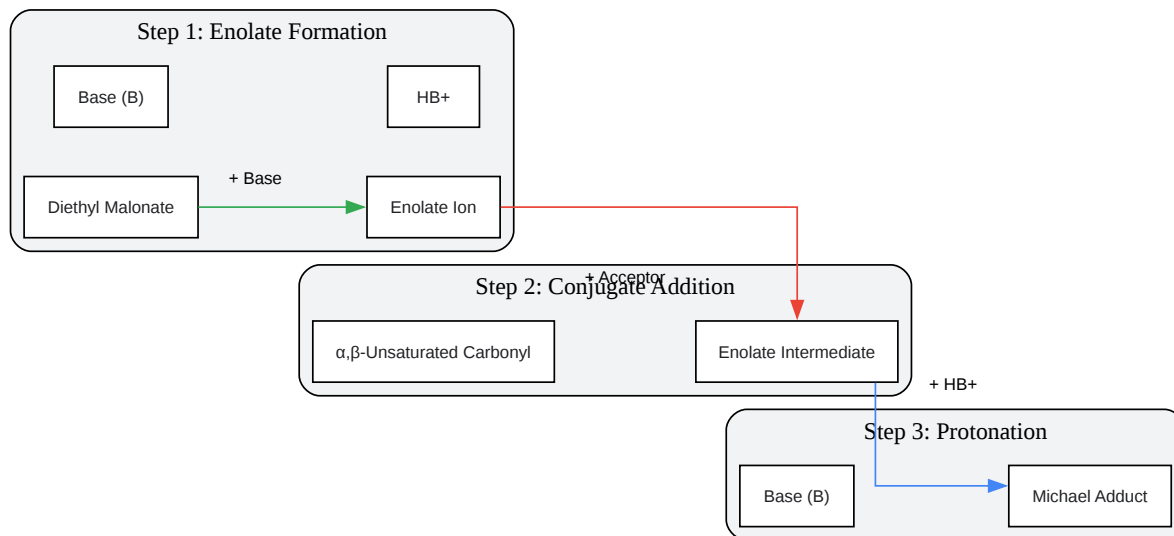 Step 1: Enolate Formation
Base (B)
HB+
+ Base
Diethyl Malonate
Enolate Ion
+ Acceptor
Step 2: Conjugate Addition
α,β-Unsaturated Carbonyl
Enolate Intermediate
+ HB+
Step 3: Protonation
Base (B)
Michael Adduct